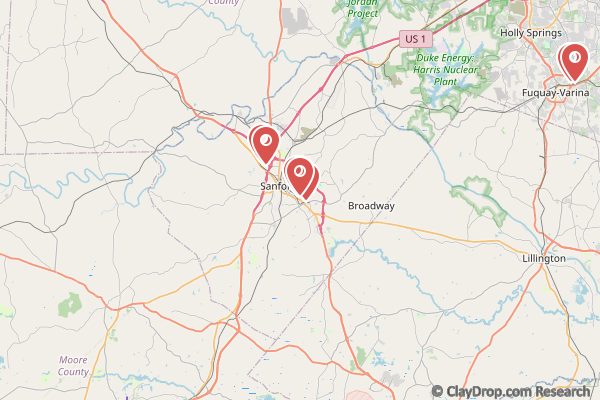 Jordan
Project
County
US 1
Holly Springs
Duke Energy;
Harris Nuclear
Plant
Fuquay-Varina
Broadway
Lillington
Moore
County
© ClayDrop.com Research